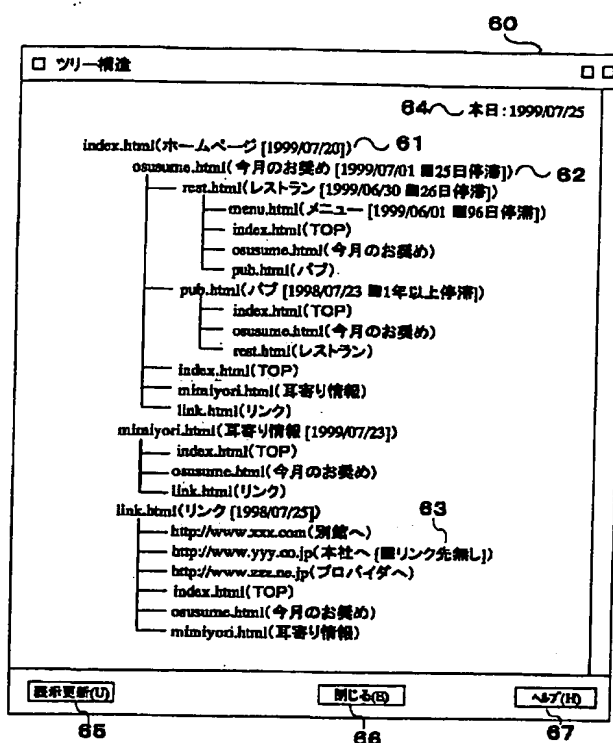 60
ツリー構造
64 本日:1999/07/25
index.html(ホームページ [1999/07/20]) 61
osusume.html(今月のお奨め [1999/07/01 ■25日停滞]) 62
rest.html(レストラン [1999/06/30 ■26日停滞])
menu.html(メニュー [1999/06/01 ■96日停滞])
index.html(TOP)
osusume.html(今月のお奨め)
pub.html(パブ)
pub.html(パブ [1998/07/23 ■1年以上停滞])
index.html(TOP)
osusume.html(今月のお奨め)
rest.html(レストラン)
index.html(TOP)
mimiyori.html(耳寄り情報)
link.html(リンク)
mimiyori.html(耳寄り情報 [1999/07/23])
index.html(TOP)
osusume.html(今月のお奨め)
link.html(リンク)
link.html(リンク [1998/07/25])
63
http://www.xxx.com(別館へ)
http://www.yyy.co.jp(本社へ [■リンク先無し])
http://www.zzz.ne.jp(プロバイダへ)
index.html(TOP)
osusume.html(今月のお奨め)
mimiyori.html(耳寄り情報)
表示更新(U) 閉じる(E) ヘルプ(H)
65 66 67